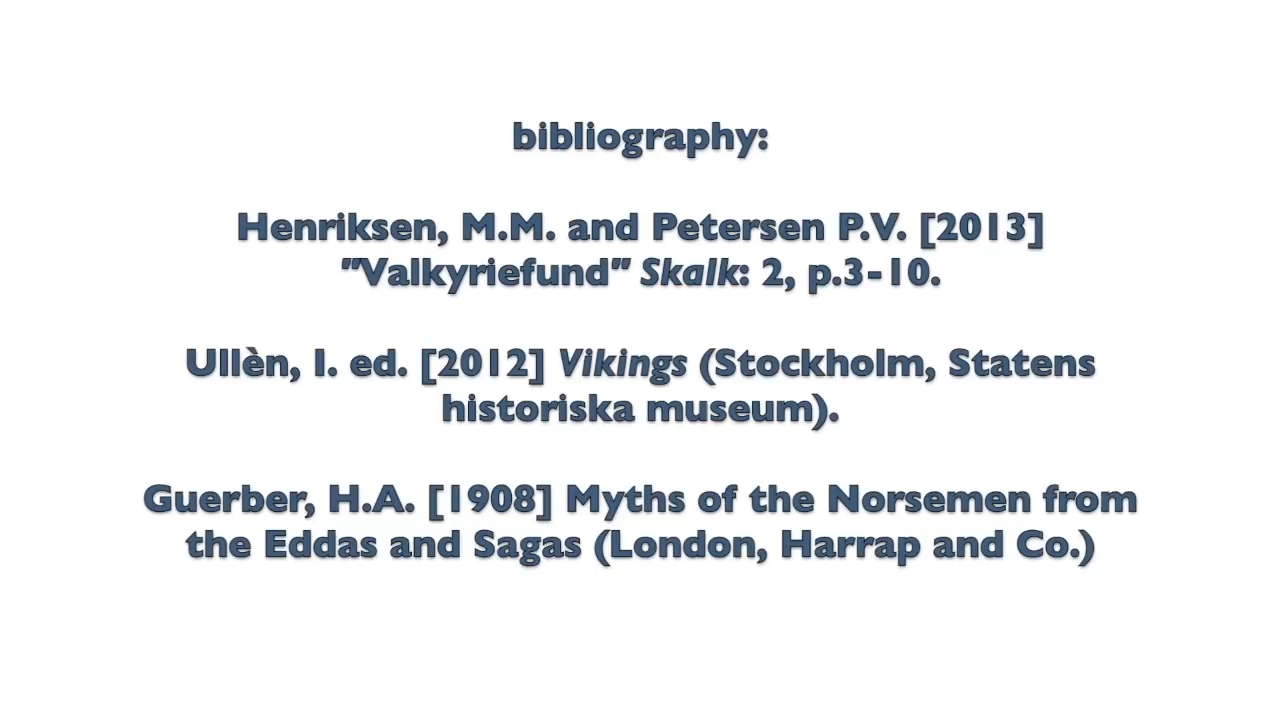 bibliography:
Henriksen, M.M. and Petersen P.V. [2013]
"Valkyriefund" Skalk: 2, p.3-10.
Ullèn, I. ed. [2012] Vikings (Stockholm, Statens
historiska museum).
Guerber, H.A. [1908] Myths of the Norsemen from
the Eddas and Sagas (London, Harrap and Co.)